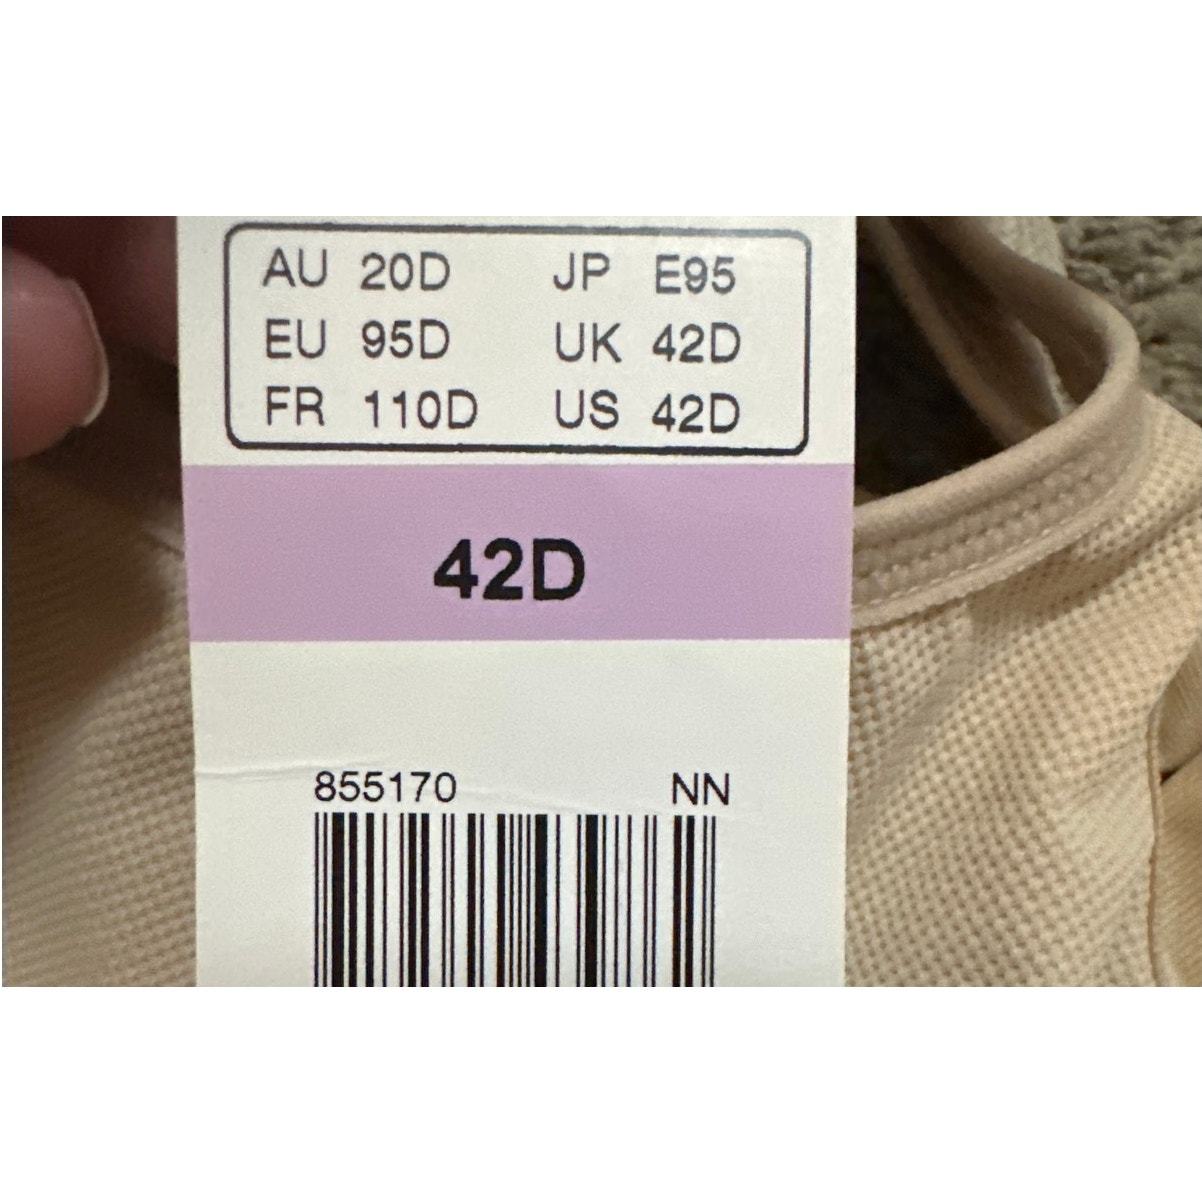 AU 20D JP E95
EU 95D UK 42D
FR 110D US 42D
42D
855170 NN